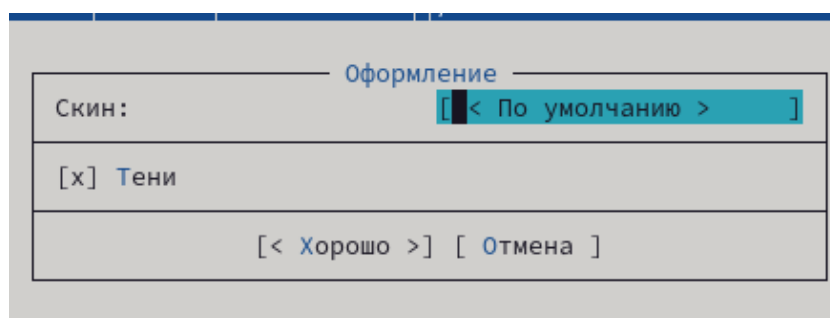 Оформление
Скин: [ < По умолчанию > ]
[x] Тени
[< Хорошо >] [ Отмена ]